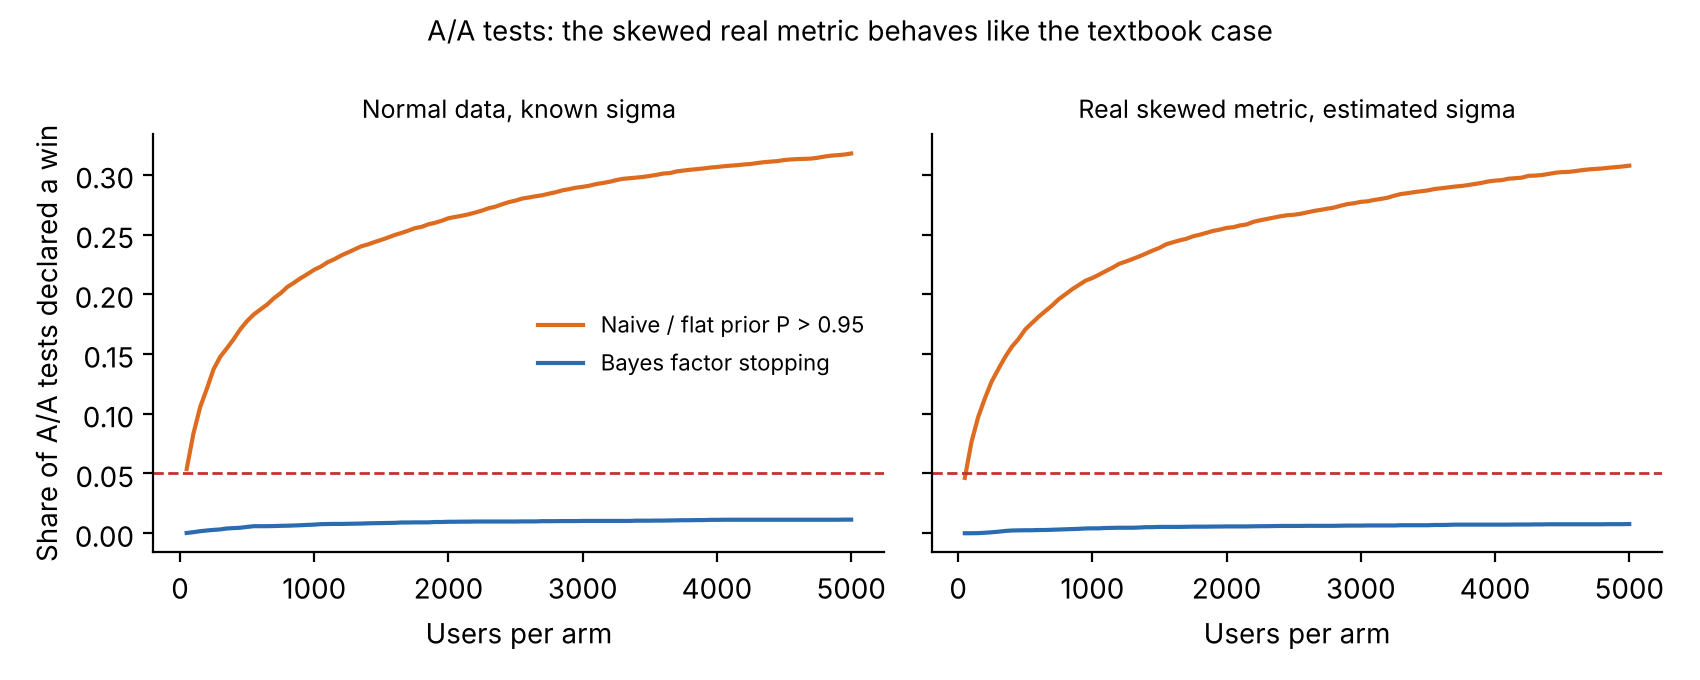 A/A tests: the skewed real metric behaves like the textbook case
Normal data, known sigma
Real skewed metric, estimated sigma
Share of A/A tests declared a win
0.30
0.25
0.20
0.15
0.10
0.05
0.00
Naive / flat prior P > 0.95
Bayes factor stopping
0 1000 2000 3000 4000 5000
0 1000 2000 3000 4000 5000
Users per arm
Users per arm